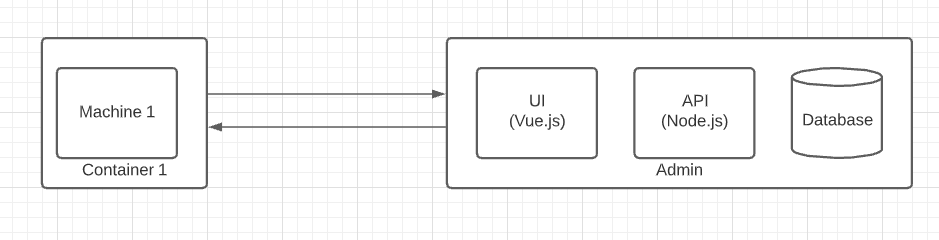 Machine 1
Container 1
UI
(Vue.js)
API
(Node.js)
Database
Admin